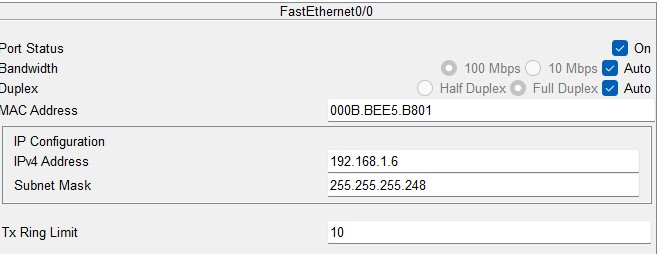 FastEthernet0/0
Port Status On
Bandwidth 100 Mbps 10 Mbps Auto
Duplex Half Duplex Full Duplex Auto
MAC Address 000B.BEE5.B801
IP Configuration
IPv4 Address 192.168.1.6
Subnet Mask 255.255.255.248
Tx Ring Limit 10